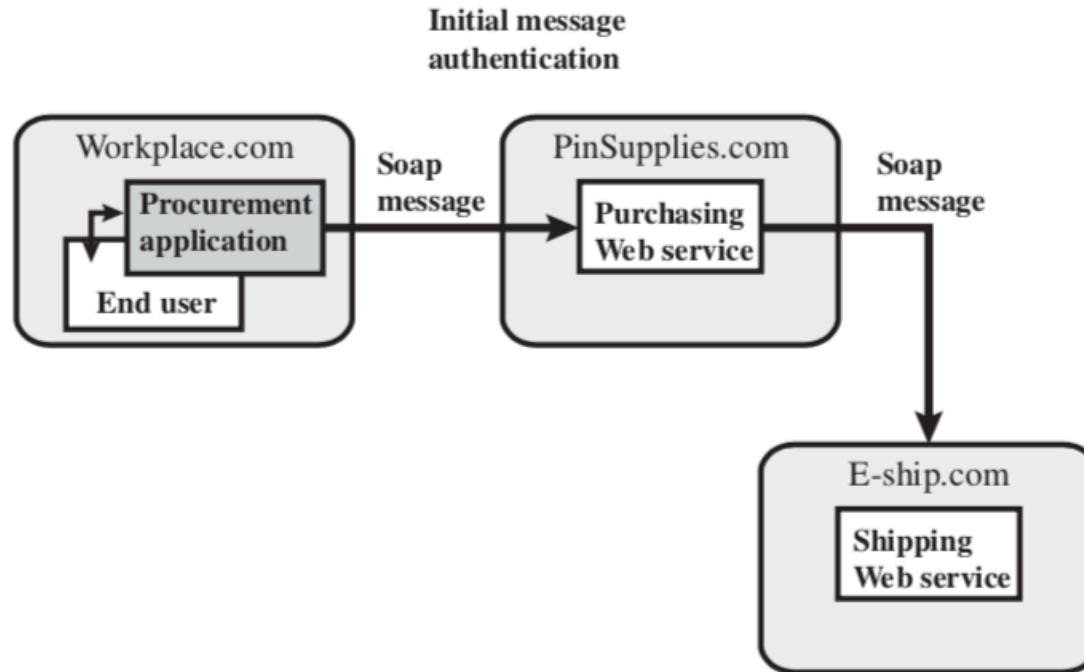 Initial message
authentication
Workplace.com
Procurement
application
End user
Soap
message
PinSupplies.com
Purchasing
Web service
Soap
message
E-ship.com
Shipping
Web service